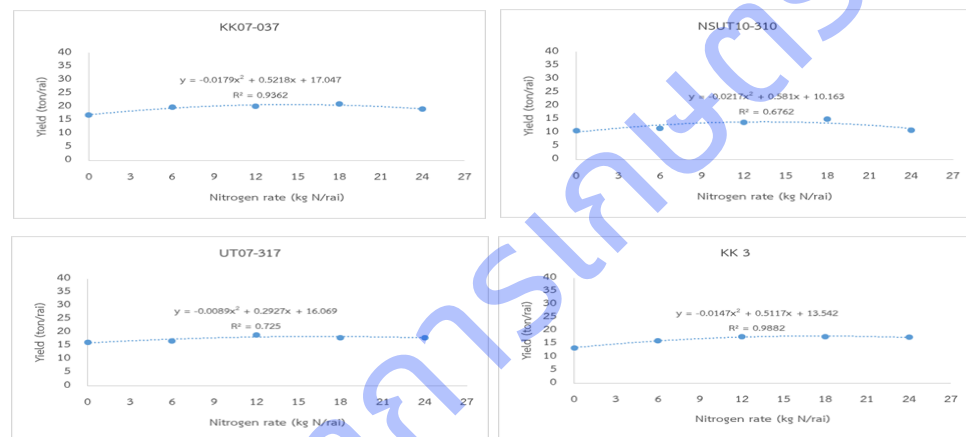 KK07-037
40
35
30
25
20
15
10
5
0
Yield (ton/rai)
y = -0.0179x² + 0.5218x + 17.047
R² = 0.9362
0 3 6 9 12 15 18 21 24 27
Nitrogen rate (kg N/rai)
NSUT10-310
40
35
30
25
20
15
10
5
0
Yield (ton/rai)
y = -0.0217x² + 0.581x + 10.163
R² = 0.6762
0 3 6 9 12 15 18 21 24 27
Nitrogen rate (kg N/rai)
UT07-317
40
35
30
25
20
15
10
5
0
Yield (ton/rai)
y = -0.0089x² + 0.2927x + 16.069
R² = 0.725
0 3 6 9 12 15 18 21 24 27
Nitrogen rate (kg N/rai)
KK 3
40
35
30
25
20
15
10
5
0
Yield (ton/rai)
y = -0.0147x² + 0.5117x + 13.542
R² = 0.9882
0 3 6 9 12 15 18 21 24 27
Nitrogen rate (kg N/rai)